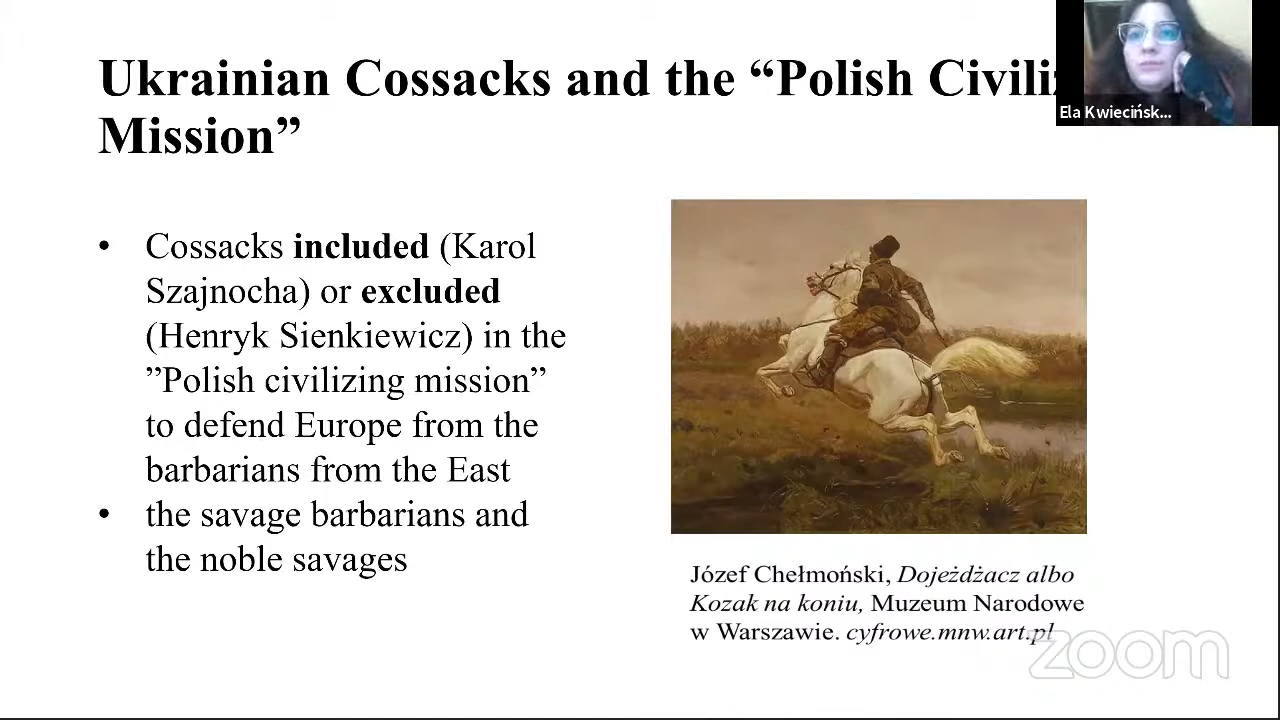 Ukrainian Cossacks and the “Polish
Mission”
Ela Kwiecińsk...
• Cossacks included (Karol
Szajnocha) or excluded
(Henryk Sienkiewicz) in the
”Polish civilizing mission”
to defend Europe from the
barbarians from the East
• the savage barbarians and
the noble savages
Józef Chełmoński, Dojeżdżacz albo
Kozak na koniu, Muzeum Narodowe
w Warszawie. cyfrowe.mnw.art.pl
zoom